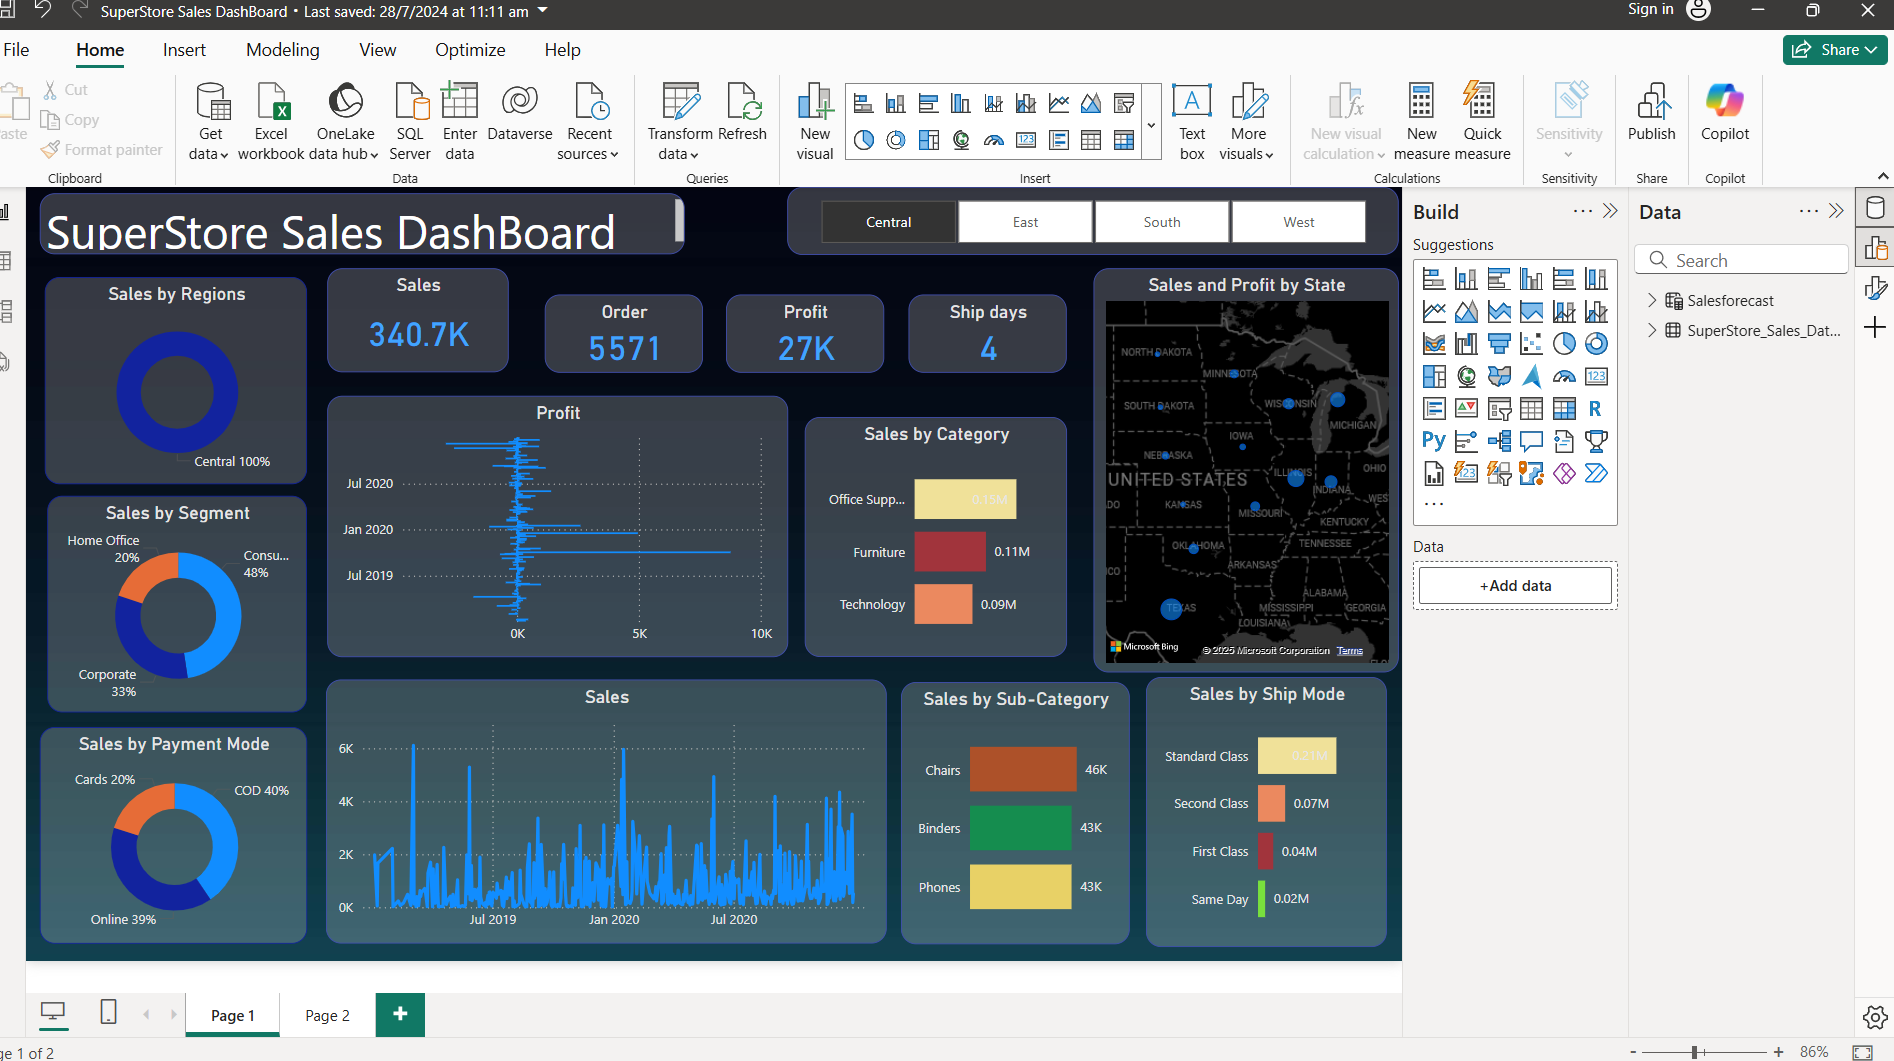 SuperStore Sales DashBoard • Last saved: 28/7/2024 at 11:11 am
Sign in
File Home Insert Modeling View Optimize Help
Share
Cut
Copy
Format painter
Clipboard
Get data
Excel workbook
OneLake data hub
SQL Server
Enter data
Dataverse
Recent sources
Data
Transform data
Refresh
Queries
New visual
Text box
More visuals
Insert
New visual calculation
New measure
Quick measure
Calculations
Sensitivity
Sensitivity
Publish
Share
Copilot
Copilot
SuperStore Sales DashBoard
Central East South West
Sales by Regions
Central 100%
Sales
340.7K
Order
5571
Profit
27K
Ship days
4
Sales and Profit by State
NORTH DAKOTA
MINNESOTA
SOUTH DAKOTA
WISCONSIN
MICHIGAN
IOWA
NEBRASKA
ILLINOIS
OHIO
UNITED STATES
INDIANA
WES
DO
KANSAS
MISSOURI
KENTUCKY
OKLAHOMA
TENNESSEE
CO
ARKANSAS
ALABAMA
TEXAS
MISSISSIPPI
GEORGIA
LOUISIANA
Microsoft Bing
© 2025 Microsoft Corporation Terms
Profit
Jul 2020
Jan 2020
Jul 2019
0K 5K 10K
Sales by Category
Office Supp... 0.15M
Furniture 0.11M
Technology 0.09M
Sales by Segment
Home Office
20%
Consu...
48%
Corporate
33%
Sales by Payment Mode
Cards 20%
COD 40%
Online 39%
Sales
6K
4K
2K
0K
Jul 2019 Jan 2020 Jul 2020
Sales by Sub-Category
Chairs 46K
Binders 43K
Phones 43K
Sales by Ship Mode
Standard Class 0.21M
Second Class 0.07M
First Class 0.04M
Same Day 0.02M
Build
Suggestions
123
R
Py
123
...
Data
+Add data
Data
Search
Salesforecast
SuperStore_Sales_Dat...
Page 1
Page 2
ge 1 of 2
86%